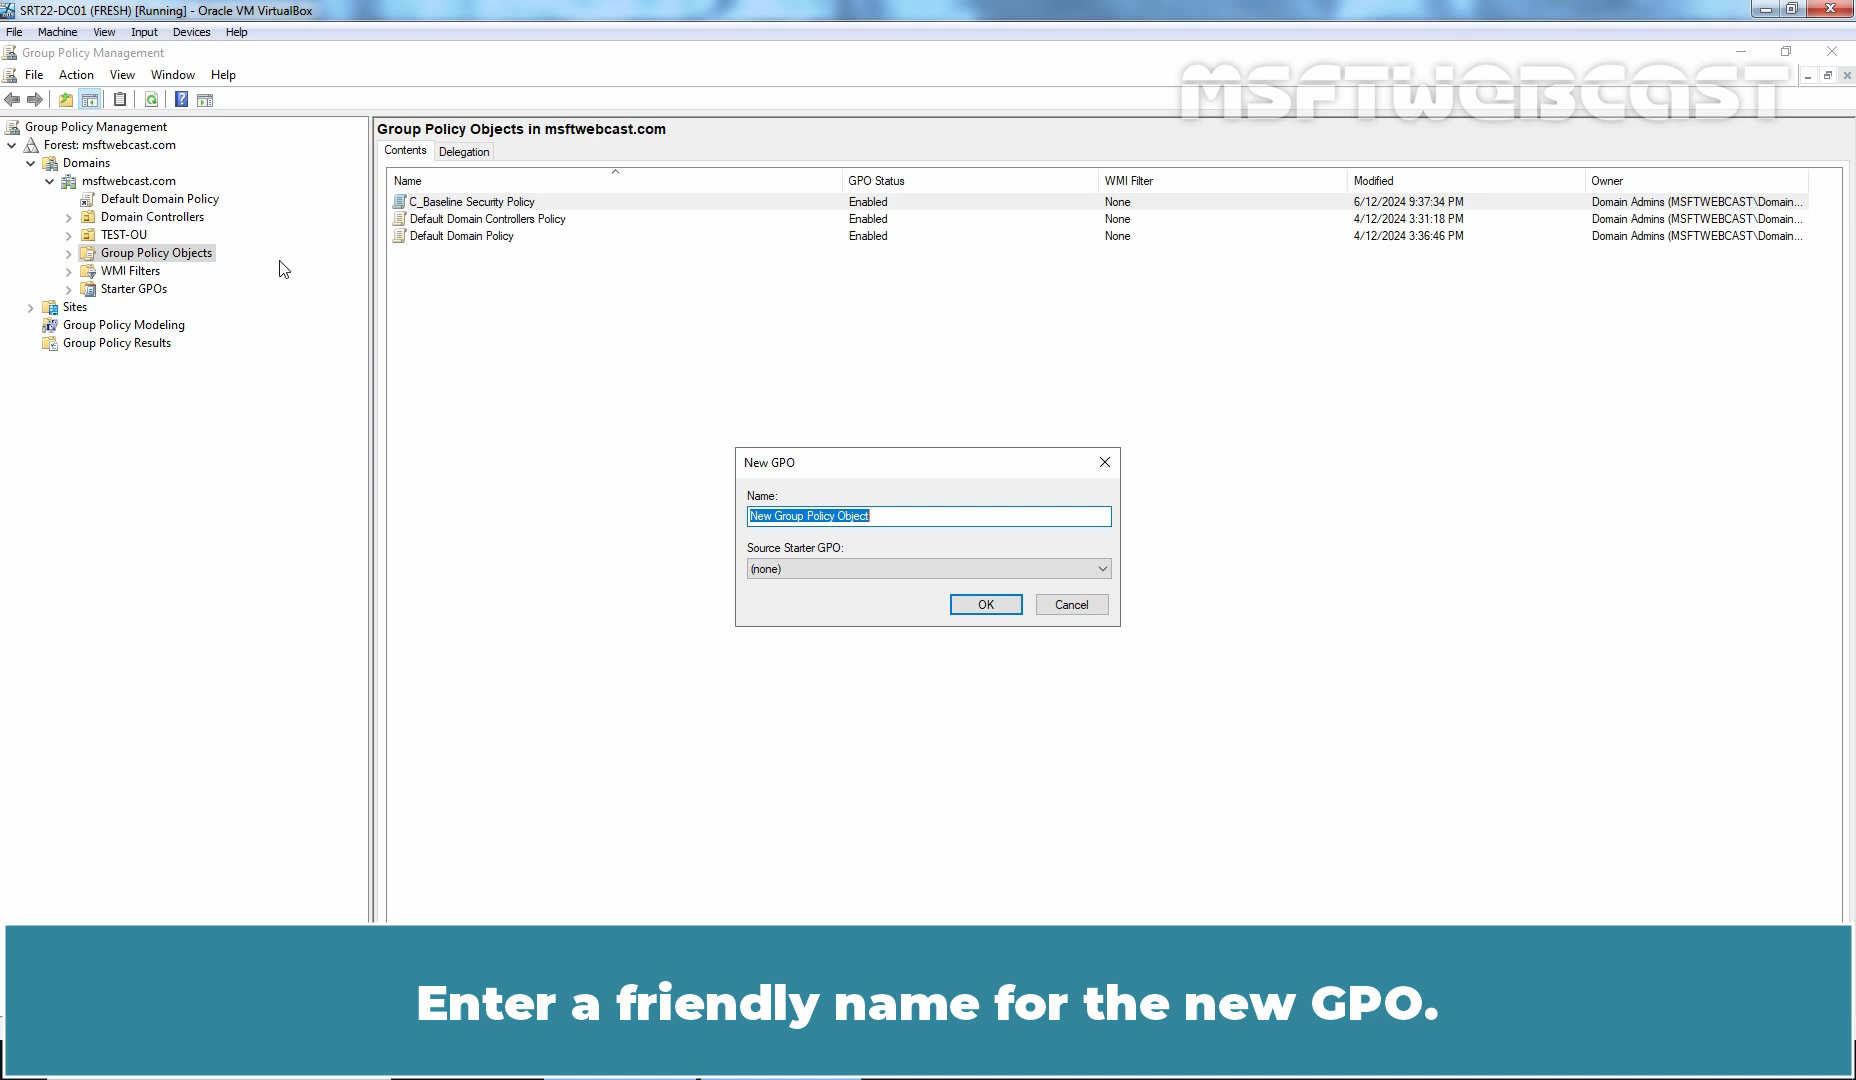 SRT22-DC01 (FRESH) [Running] - Oracle VM VirtualBox
File Machine View Input Devices Help
Group Policy Management
File Action View Window Help
MSFTWEBCAST
Group Policy Management
Forest: msftwebcast.com
Domains
msftwebcast.com
Default Domain Policy
Domain Controllers
TEST-OU
Group Policy Objects
WMI Filters
Starter GPOs
Sites
Group Policy Modeling
Group Policy Results
Group Policy Objects in msftwebcast.com
Contents Delegation
Name GPO Status WMI Filter Modified Owner
C_Baseline Security Policy Enabled None 6/12/2024 9:37:34 PM Domain Admins (MSFTWEBCAST\Domain...
Default Domain Controllers Policy Enabled None 4/12/2024 3:31:18 PM Domain Admins (MSFTWEBCAST\Domain...
Default Domain Policy Enabled None 4/12/2024 3:36:46 PM Domain Admins (MSFTWEBCAST\Domain...
New GPO
Name:
New Group Policy Object
Source Starter GPO:
(none)
OK Cancel
Enter a friendly name for the new GPO.